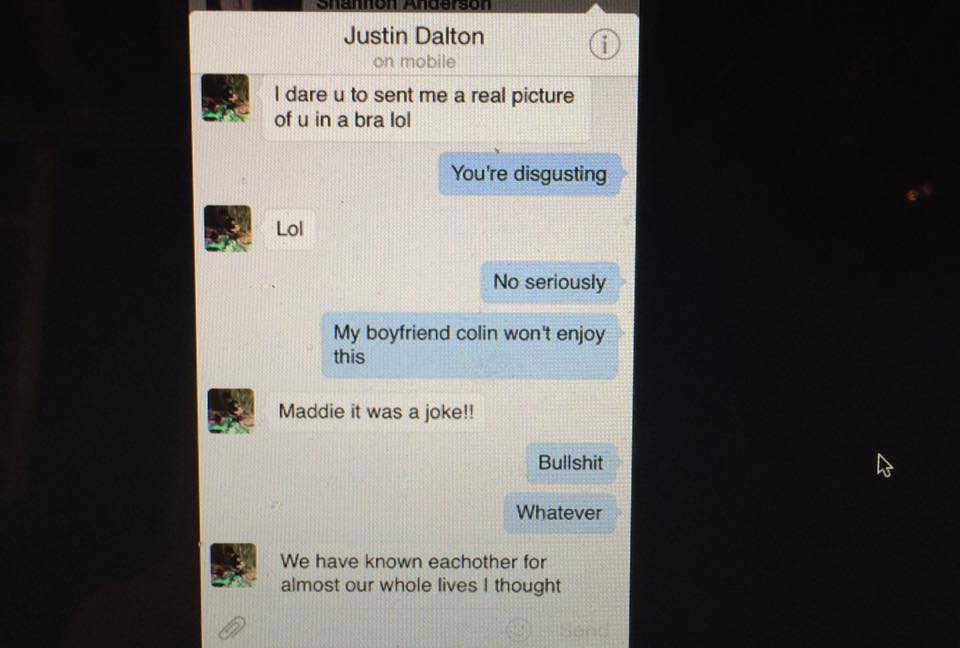 Shannon Anderson
Justin Dalton
on mobile
I dare u to sent me a real picture
of u in a bra lol
You're disgusting
Lol
No seriously
My boyfriend colin won't enjoy
this
Maddie it was a joke!!
Bullshit
Whatever
We have known eachother for
almost our whole lives I thought
Send